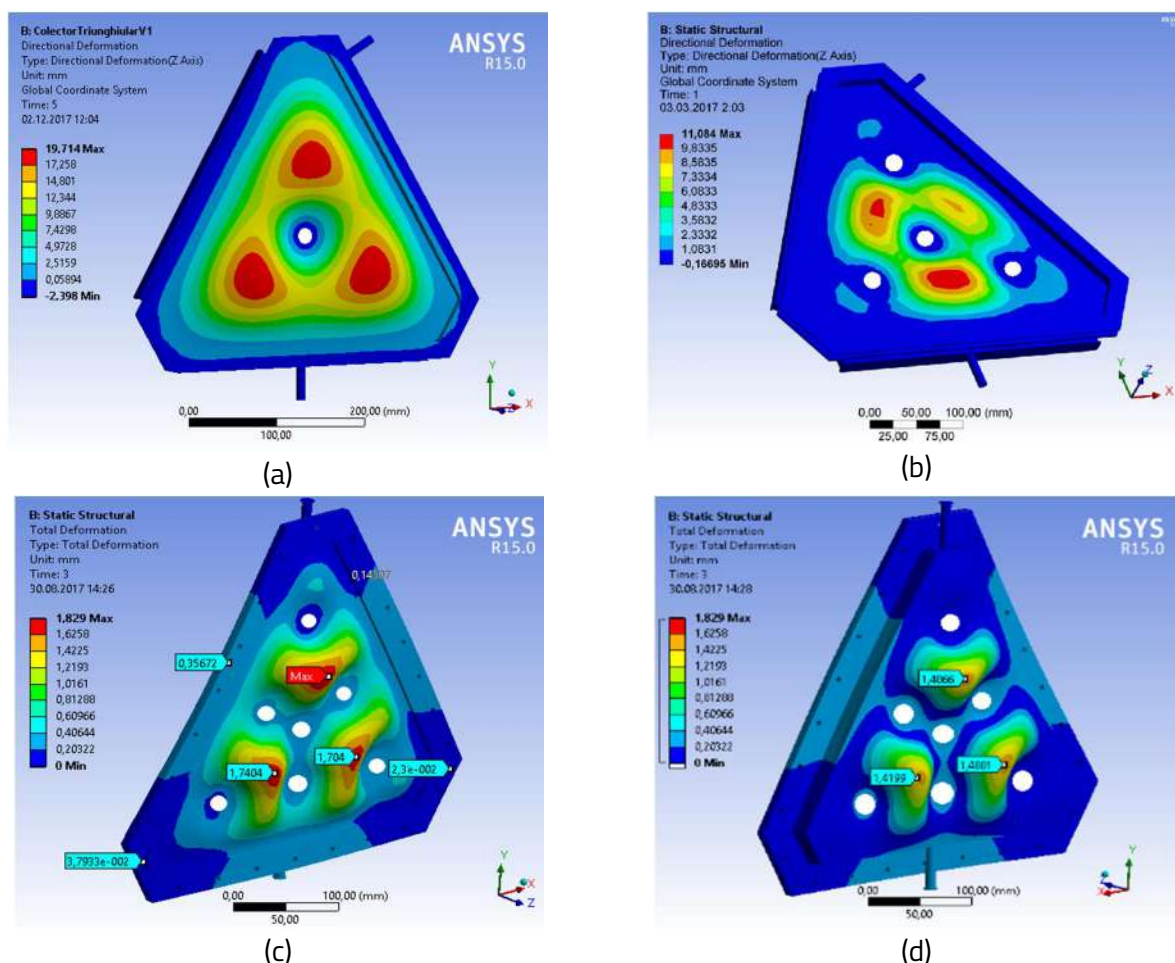 B: ColectorTriunghiularV1
Directional Deformation
Type: Directional Deformation(Z Axis)
Unit: mm
Global Coordinate System
Time: 5
02.12.2017 12:04
ANSYS
R15.0
19,714 Max
17,258
14,801
12,344
9,8867
7,4298
4,9728
2,5159
0,05894
-2,398 Min
Y
X
Z
0,00
200,00 (mm)
100,00
(a)
B: Static Structural
Directional Deformation
Type: Directional Deformation(Z Axis)
Unit: mm
Global Coordinate System
Time: 1
03.03.2017 2:03
11,084 Max
9,8335
8,5835
7,3334
6,0833
4,8333
3,5832
2,3332
1,0831
-0,16695 Min
Y
Z
X
0,00
50,00
100,00 (mm)
25,00
75,00
(b)
B: Static Structural
Total Deformation
Type: Total Deformation
Unit: mm
Time: 3
30.08.2017 14:26
ANSYS
R15.0
1,829 Max
1,6258
1,4225
1,2193
1,0161
0,81288
0,60966
0,40644
0,20322
0 Min
0,35672
Max
1,7404
1,704
3,7933e-002
Y
X
Z
0,00
100,00 (mm)
50,00
(c)
B: Static Structural
Total Deformation
Type: Total Deformation
Unit: mm
Time: 3
30.08.2017 14:28
ANSYS
R15.0
1,829 Max
1,6258
1,4225
1,2193
1,0161
0,81288
0,60966
0,40644
0,20322
0 Min
1,4866
1,4199
1,4881
Y
Z
X
0,00
100,00 (mm)
50,00
(d)